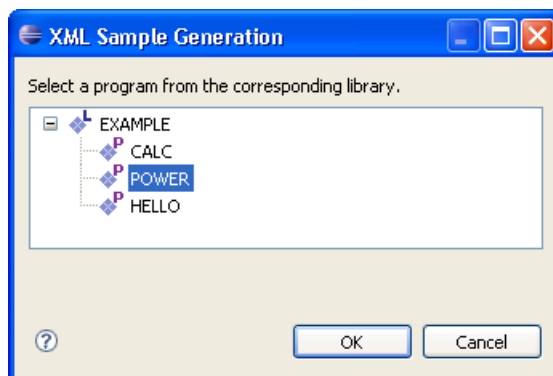 XML Sample Generation
Select a program from the corresponding library.
L EXAMPLE
P CALC
P POWER
P HELLO
? OK Cancel